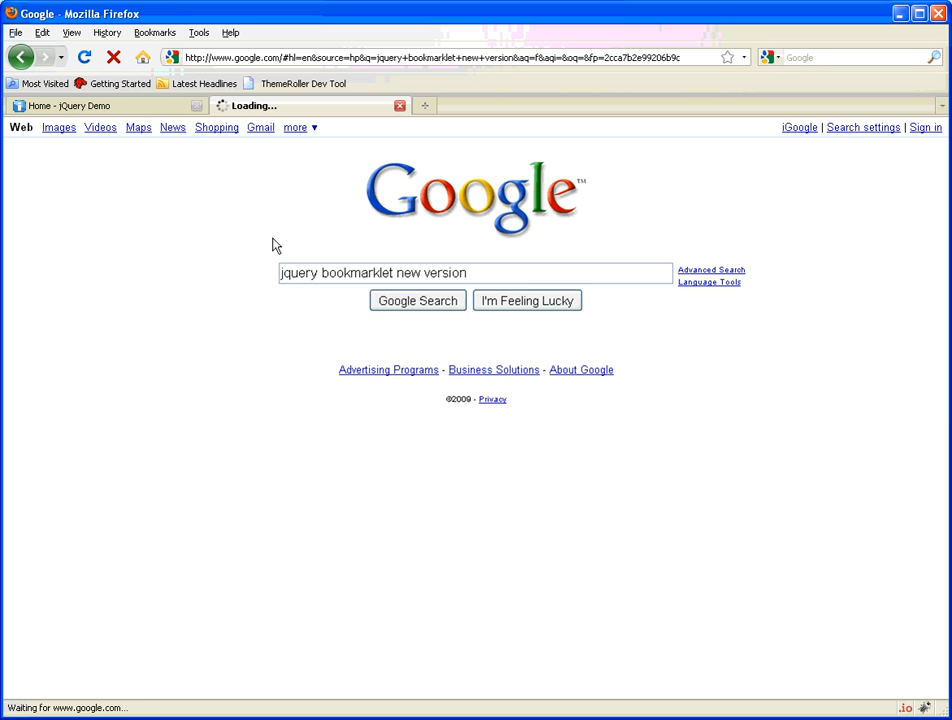 Google - Mozilla Firefox
File Edit View History Bookmarks Tools Help
http://www.google.com/#hl=en&source=hp&q=jquery+bookmarklet+new+version&aq=f&aqi=&oq=&fp=2cca7b2e99206b9c Google
Most Visited Getting Started Latest Headlines ThemeRoller Dev Tool
Home - jQuery Demo Loading...
Web Images Videos Maps News Shopping Gmail more ▼ iGoogle | Search settings | Sign in
Google™
jquery bookmarklet new version Advanced Search
Language Tools
Google Search I'm Feeling Lucky
Advertising Programs - Business Solutions - About Google
©2009 - Privacy
Waiting for www.google.com... .io